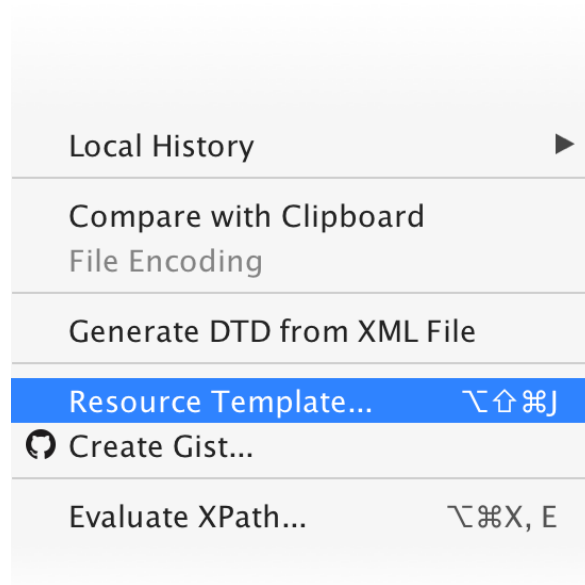 Local History
Compare with Clipboard
File Encoding
Generate DTD from XML File
Resource Template... ⌥⇧⌘J
Create Gist...
Evaluate XPath... ⌥⌘X, E